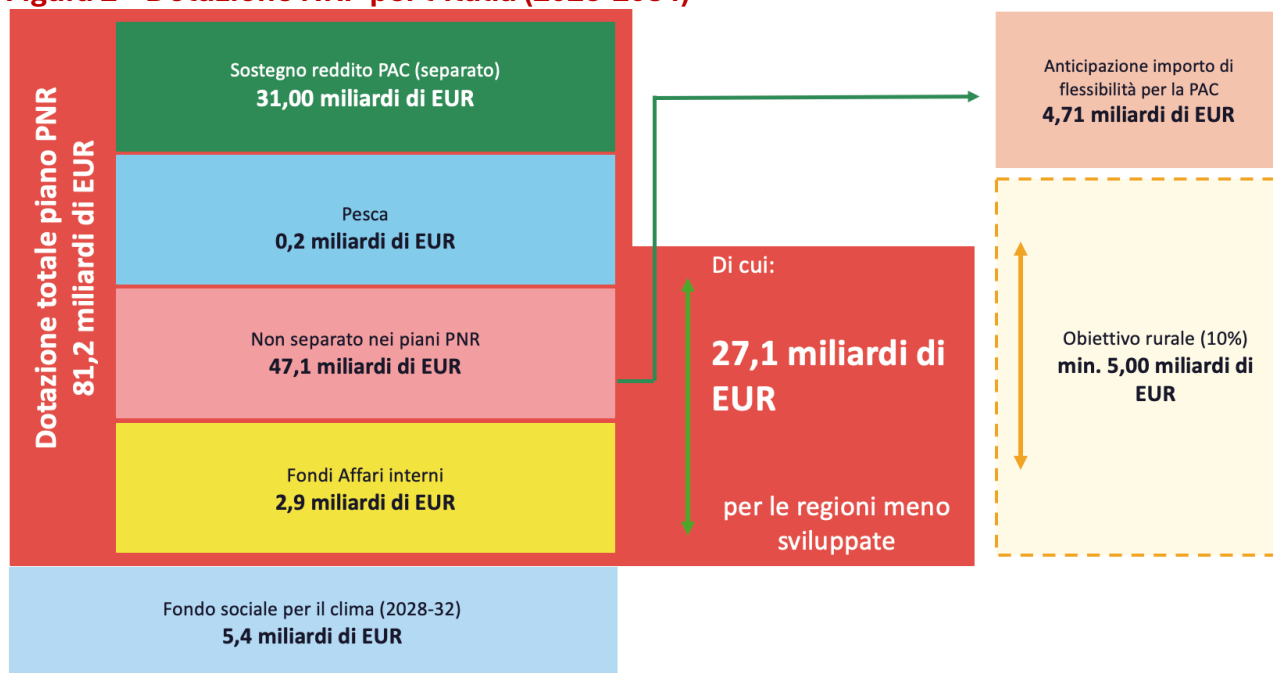 Dotazione totale piano PNR
81,2 miliardi di EUR
Sostegno reddito PAC (separato)
31,00 miliardi di EUR
Pesca
0,2 miliardi di EUR
Non separato nei piani PNR
47,1 miliardi di EUR
Fondi Affari interni
2,9 miliardi di EUR
Fondo sociale per il clima (2028-32)
5,4 miliardi di EUR
Di cui:
27,1 miliardi di
EUR
per le regioni meno
sviluppate
Anticipazione importo di
flessibilità per la PAC
4,71 miliardi di EUR
Obiettivo rurale (10%)
min. 5,00 miliardi di
EUR